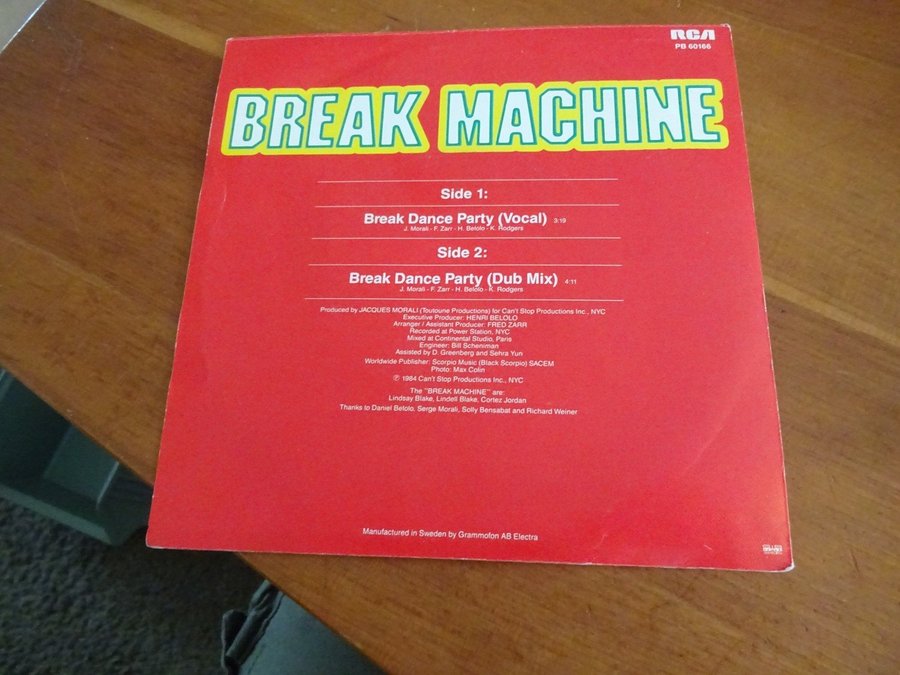 RCA
PB 60166
BREAK MACHINE
Side 1:
Break Dance Party (Vocal) 3:19
J. Morali - F. Zarr - H. Belolo - K. Rodgers
Side 2:
Break Dance Party (Dub Mix) 4:11
J. Morali - F. Zarr - H. Belolo - K. Rodgers
Produced by JACQUES MORALI (Toutoune Productions) for Can't Stop Productions Inc., NYC
Executive Producer: HENRI BELOLO
Arranger / Assistant Producer: FRED ZARR
Recorded at Power Station, NYC
Mixed at Continental Studio, Paris
Engineer: Bill Scheniman
Assisted by D. Greenberg and Sehra Yun
Worldwide Publisher: Scorpio Music (Black Scorpio) SACEM
Photo: Max Colin
℗ 1984 Can't Stop Productions Inc., NYC
The "BREAK MACHINE" are:
Lindsay Blake, Lindell Blake, Cortez Jordan
Thanks to Daniel Belolo, Serge Morali, Solly Bensabat and Richard Weiner
Manufactured in Sweden by Grammofon AB Electra